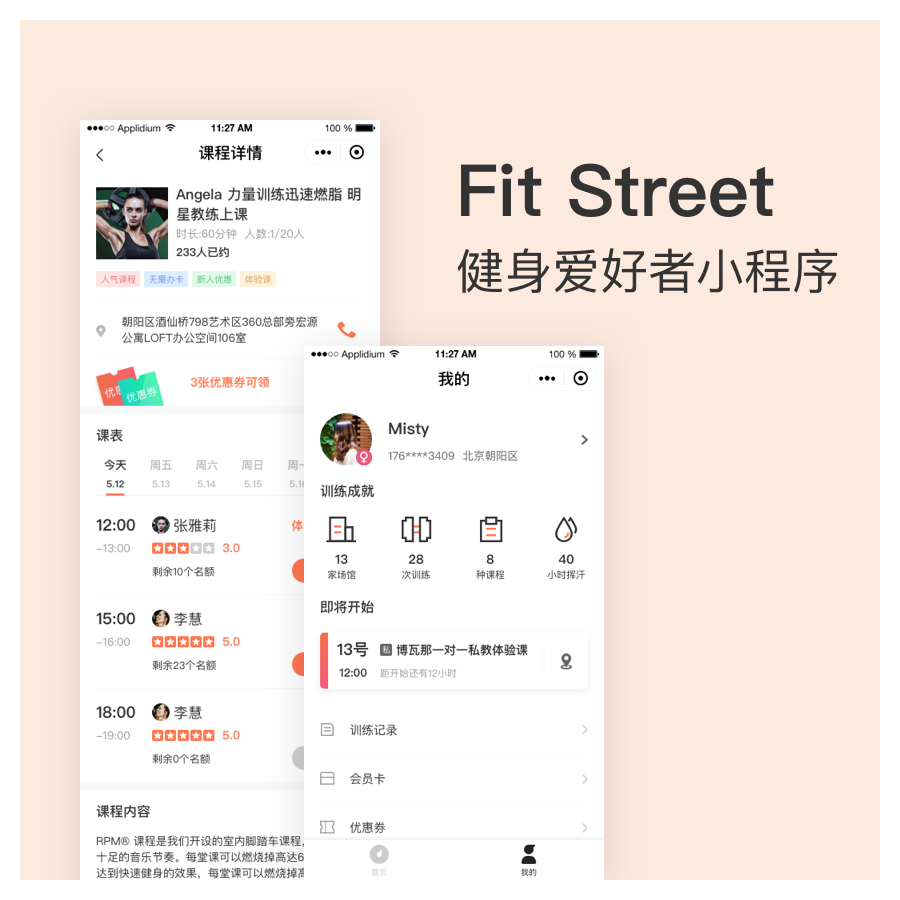 Fit Street
健身爱好者小程序
●●●○○ Applidium 11:27 AM 100 %
课程详情
Angela 力量训练迅速燃脂 明
星教练上课
时长:60分钟 人数:1/20人
233人已约
人气课程 无需办卡 新人优惠 体验课
朝阳区酒仙桥798艺术区360总部旁宏源
公寓LOFT办公空间106室
优惠券
3张优惠券可领
课表
今天 周五 周六 周日 周一
5.12 5.13 5.14 5.15 5.16
12:00 张雅莉 体
–13:00 3.0
剩余10个名额
15:00 李慧
–16:00 5.0
剩余23个名额
18:00 李慧
–19:00 5.0
剩余0个名额
课程内容
RPM® 课程是我们开设的室内脚踏车课程,
十足的音乐节奏。每堂课可以燃烧掉高达6
达到快速健身的效果，每堂课可以燃烧掉高
●●●○○ Applidium 11:27 AM 100 %
我的
Misty
176****3409 北京朝阳区
训练成就
13 28 8 40
家场馆 次训练 种课程 小时挥汗
即将开始
13号 私 博瓦那一对一私教体验课
12:00 距开始还有12小时
训练记录
会员卡
优惠券
首页 我的